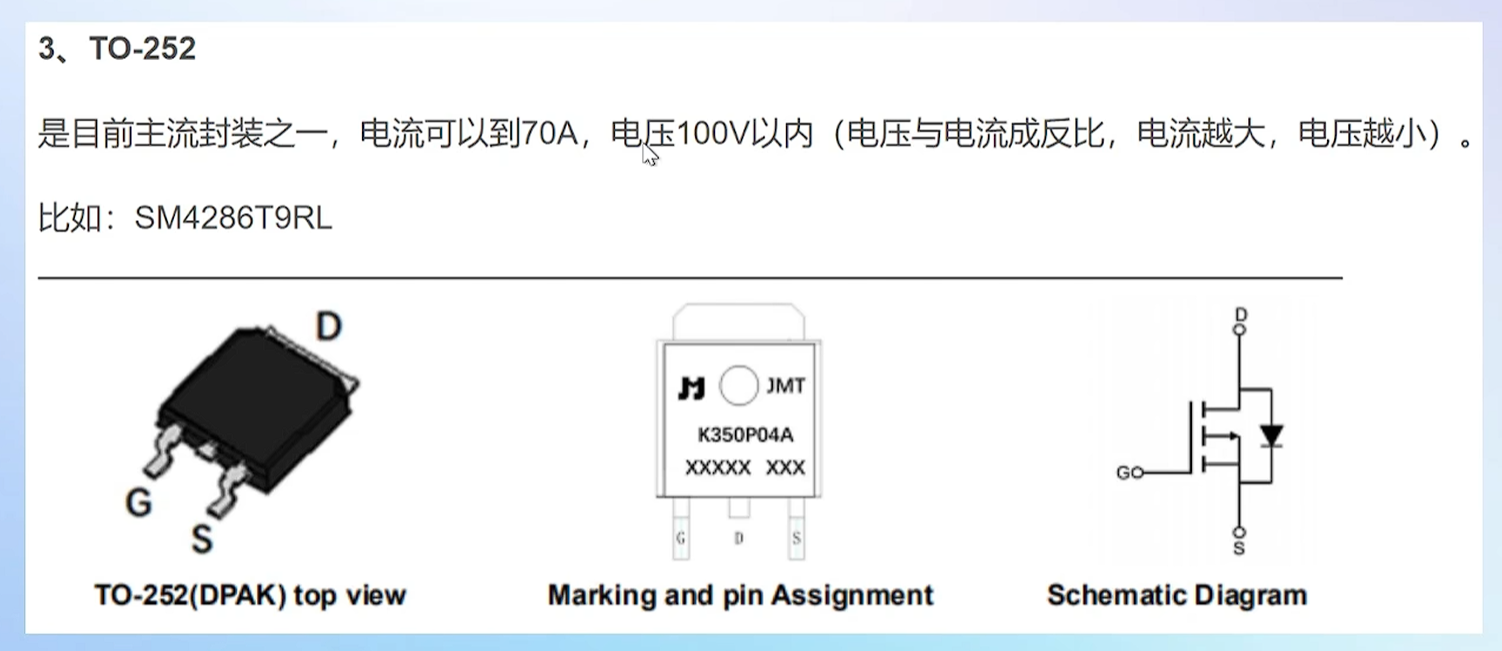 3、TO-252
是目前主流封装之一，电流可以到70A，电压100V以内（电压与电流成反比，电流越大，电压越小）。
比如：SM4286T9RL
D
G
S
TO-252(DPAK) top view
JMT
K350P04A
XXXXX XXX
G D S
Marking and pin Assignment
D
G
S
Schematic Diagram